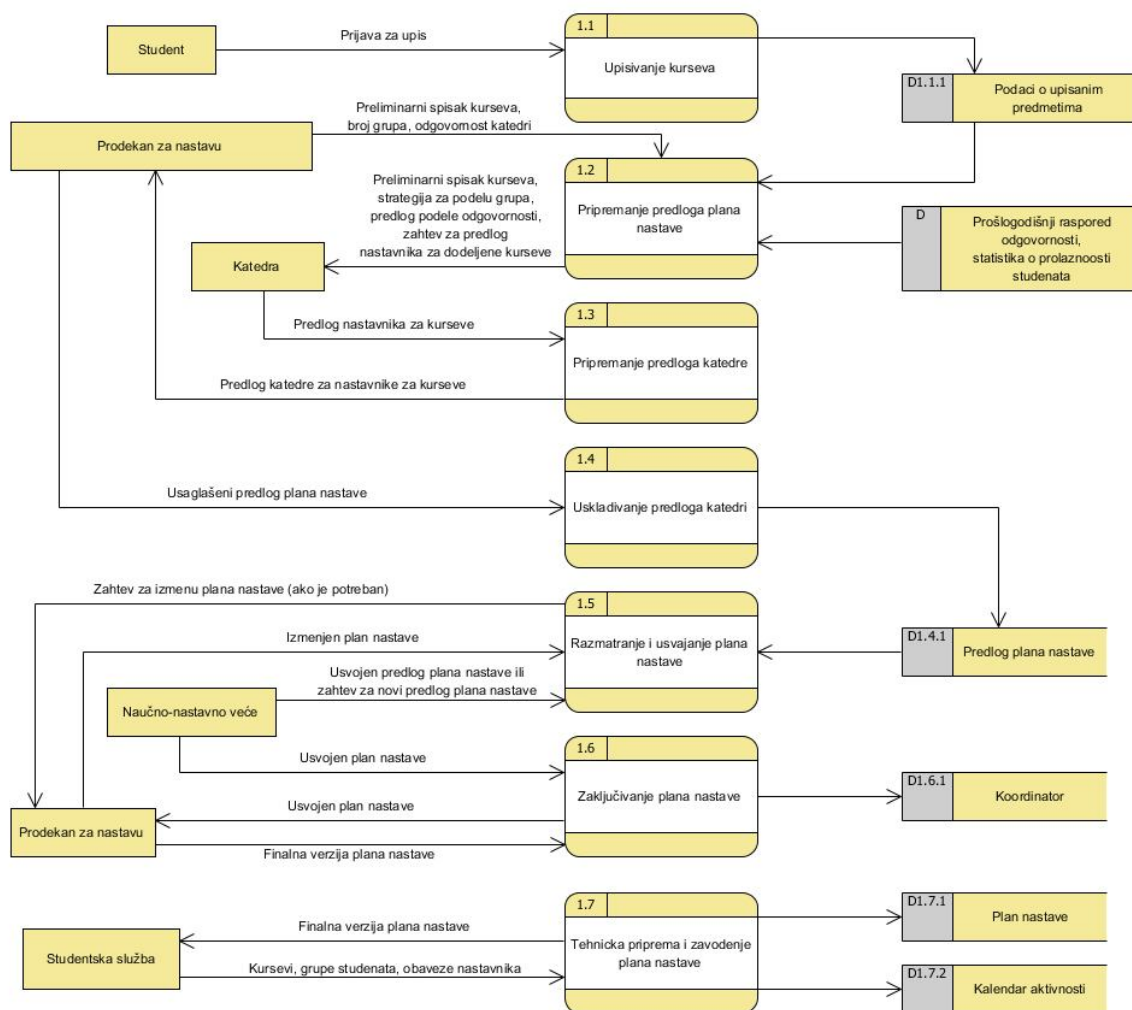 1.1
Student
Prijava za upis
Upisivanje kurseva
D1.1.1
Podaci o upisanim
predmetima
Preliminarni spisak kurseva,
broj grupa, odgovornost katedri
Prodekan za nastavu
1.2
Preliminarni spisak kurseva,
strategija za podelu grupa,
predlog podele odgovornosti,
zahtev za predlog
nastavnika za dodeljene kurseve
Pripremanje predloga plana
nastave
D
Prošlogodišnji raspored
odgovornosti,
statistika o prolaznoosti
studenata
Katedra
1.3
Predlog nastavnika za kurseve
Pripremanje predloga katedre
Predlog katedre za nastavnike za kurseve
1.4
Usaglašeni predlog plana nastave
Uskladivanje predloga katedri
Zahtev za izmenu plana nastave (ako je potreban)
1.5
Izmenjen plan nastave
Razmatranje i usvajanje plana
nastave
D1.4.1
Predlog plana nastave
Usvojen predlog plana nastave ili
zahtev za novi predlog plana nastave
Naučno-nastavno veće
1.6
Usvojen plan nastave
Zaključivanje plana nastave
D1.6.1
Koordinator
Usvojen plan nastave
Prodekan za nastavu
Finalna verzija plana nastave
1.7
D1.7.1
Plan nastave
Finalna verzija plana nastave
Tehnicka priprema i zavodenje
plana nastave
Studentska služba
Kursevi, grupe studenata, obaveze nastavnika
D1.7.2
Kalendar aktivnosti